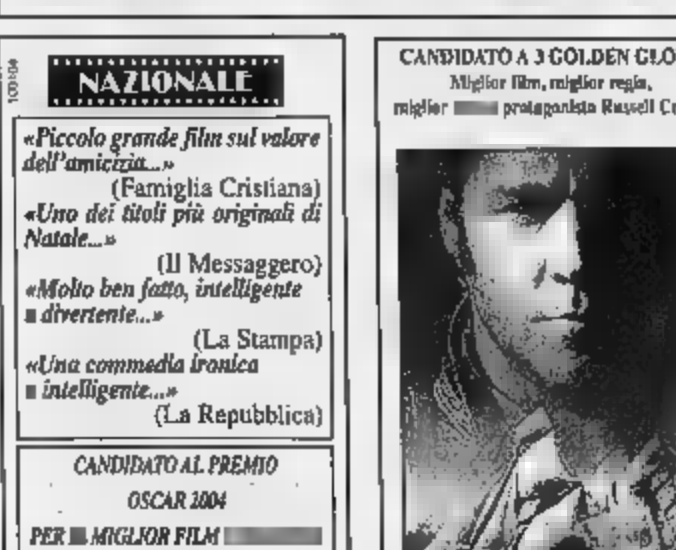 NAZIONALE
«Piccolo grande film sul valore
dell'amicizia...»
(Famiglia Cristiana)
«Uno dei titoli più originali di
Natale...»
(Il Messaggero)
«Molto ben fatto, intelligente
divertente...»
(La Stampa)
«Una commedia ironica
intelligente...»
(La Repubblica)
CANDIDATO AL PREMIO
OSCAR 2004
PER MIGLIOR FILM
CANDIDATO A 3 GOLDEN GLO
Miglior film, miglior regia,
miglior protagonista Russell C